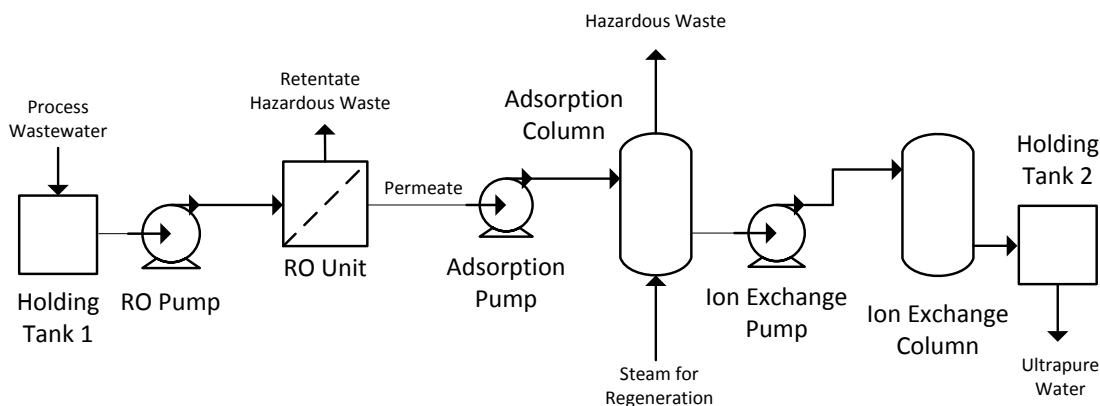 Process
Wastewater
Holding
Tank 1
RO Pump
Retentate
Hazardous Waste
RO Unit
Permeate
Adsorption
Pump
Adsorption
Column
Hazardous Waste
Steam for
Regeneration
Ion Exchange
Pump
Ion Exchange
Column
Holding
Tank 2
Ultrapure
Water